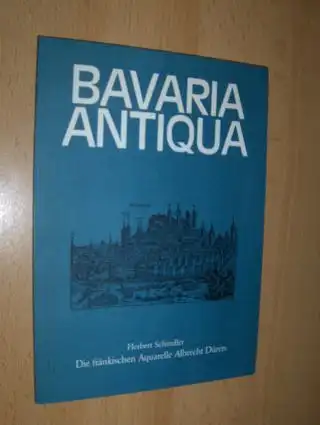 BAVARIA
ANTIQUA
Herbert Schindler
Die fränkischen Aquarelle Albrecht Dürers